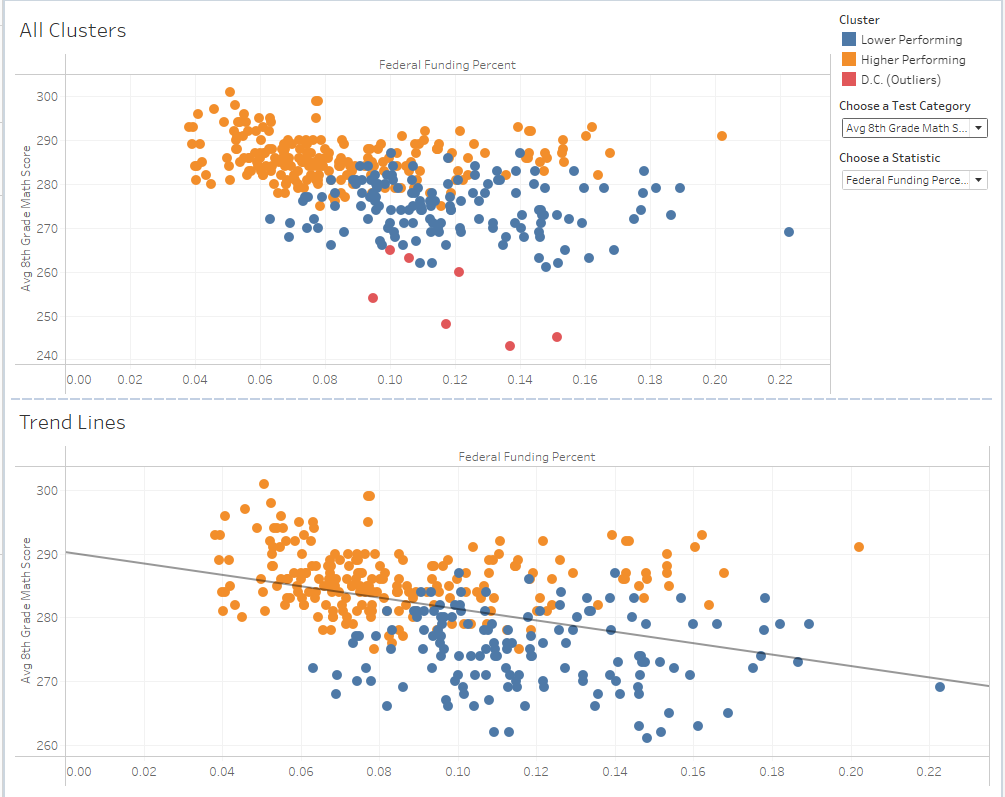 All Clusters
Cluster
Lower Performing
Higher Performing
D.C. (Outliers)
Choose a Test Category
Avg 8th Grade Math S...
Choose a Statistic
Federal Funding Perce...
Federal Funding Percent
Avg 8th Grade Math Score
300
290
280
270
260
250
240
0.00 0.02 0.04 0.06 0.08 0.10 0.12 0.14 0.16 0.18 0.20 0.22
Trend Lines
Federal Funding Percent
Avg 8th Grade Math Score
300
290
280
270
260
0.00 0.02 0.04 0.06 0.08 0.10 0.12 0.14 0.16 0.18 0.20 0.22